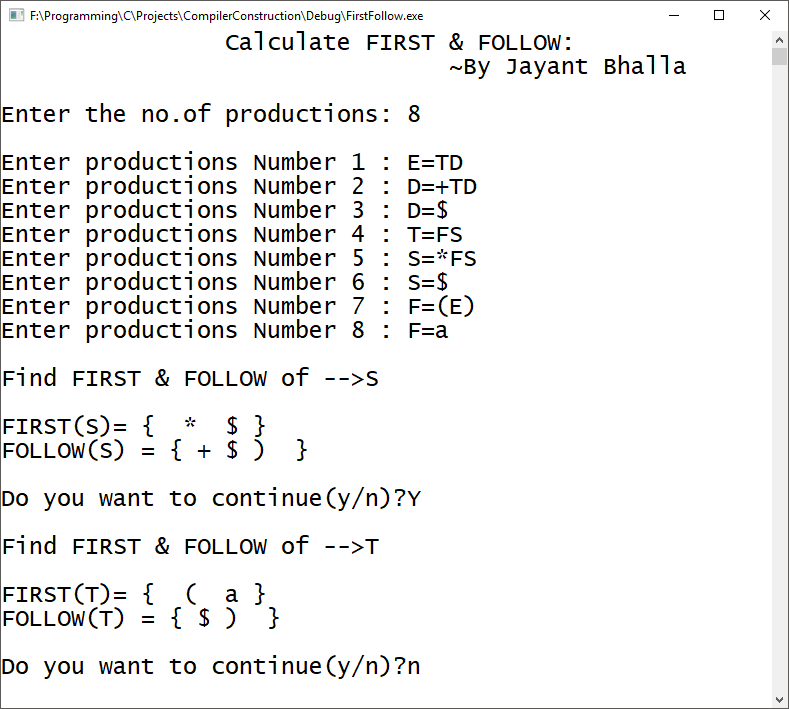 F:\Programming\C\Projects\CompilerConstruction\Debug\FirstFollow.exe
Calculate FIRST & FOLLOW:
~By Jayant Bhalla
Enter the no.of productions: 8
Enter productions Number 1 : E=TD
Enter productions Number 2 : D=+TD
Enter productions Number 3 : D=$
Enter productions Number 4 : T=FS
Enter productions Number 5 : S=*FS
Enter productions Number 6 : S=$
Enter productions Number 7 : F=(E)
Enter productions Number 8 : F=a
Find FIRST & FOLLOW of -->S
FIRST(S)= {  *  $ }
FOLLOW(S) = { + $ )  }
Do you want to continue(y/n)?Y
Find FIRST & FOLLOW of -->T
FIRST(T)= {  (  a }
FOLLOW(T) = { $ )  }
Do you want to continue(y/n)?n